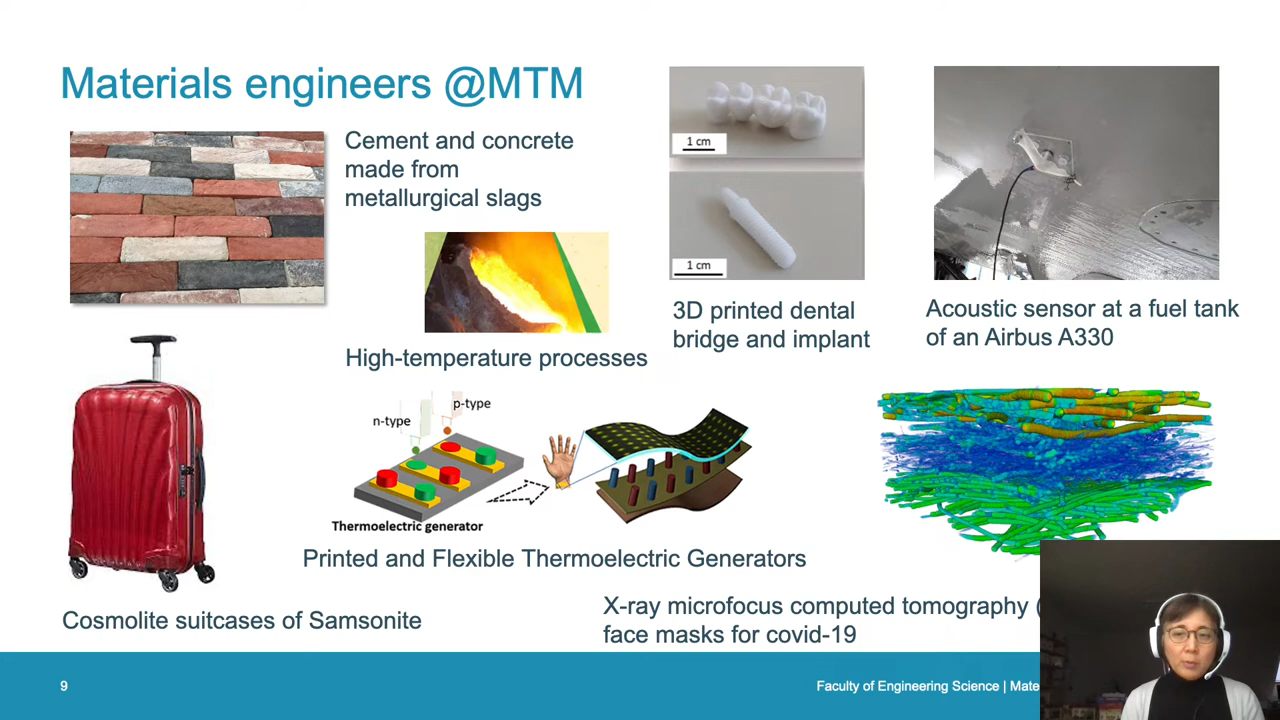 Materials engineers @MTM
Cement and concrete
made from
metallurgical slags
1 cm
1 cm
High-temperature processes
3D printed dental
bridge and implant
Acoustic sensor at a fuel tank
of an Airbus A330
n-type
p-type
Thermoelectric generator
Printed and Flexible Thermoelectric Generators
Cosmolite suitcases of Samsonite
X-ray microfocus computed tomography (
face masks for covid-19
9
Faculty of Engineering Science |